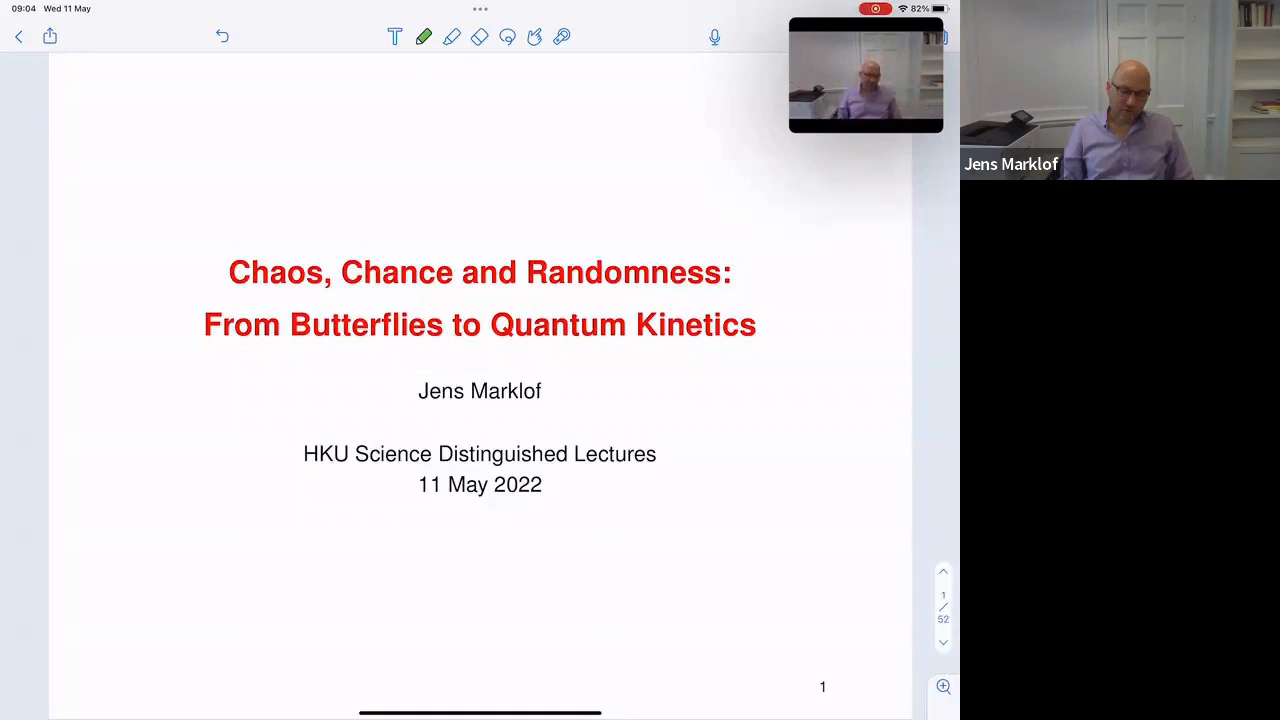 09:04 Wed 11 May
82%
Chaos, Chance and Randomness:
From Butterflies to Quantum Kinetics
Jens Marklof
HKU Science Distinguished Lectures
11 May 2022
1
/
52
1
Jens Marklof